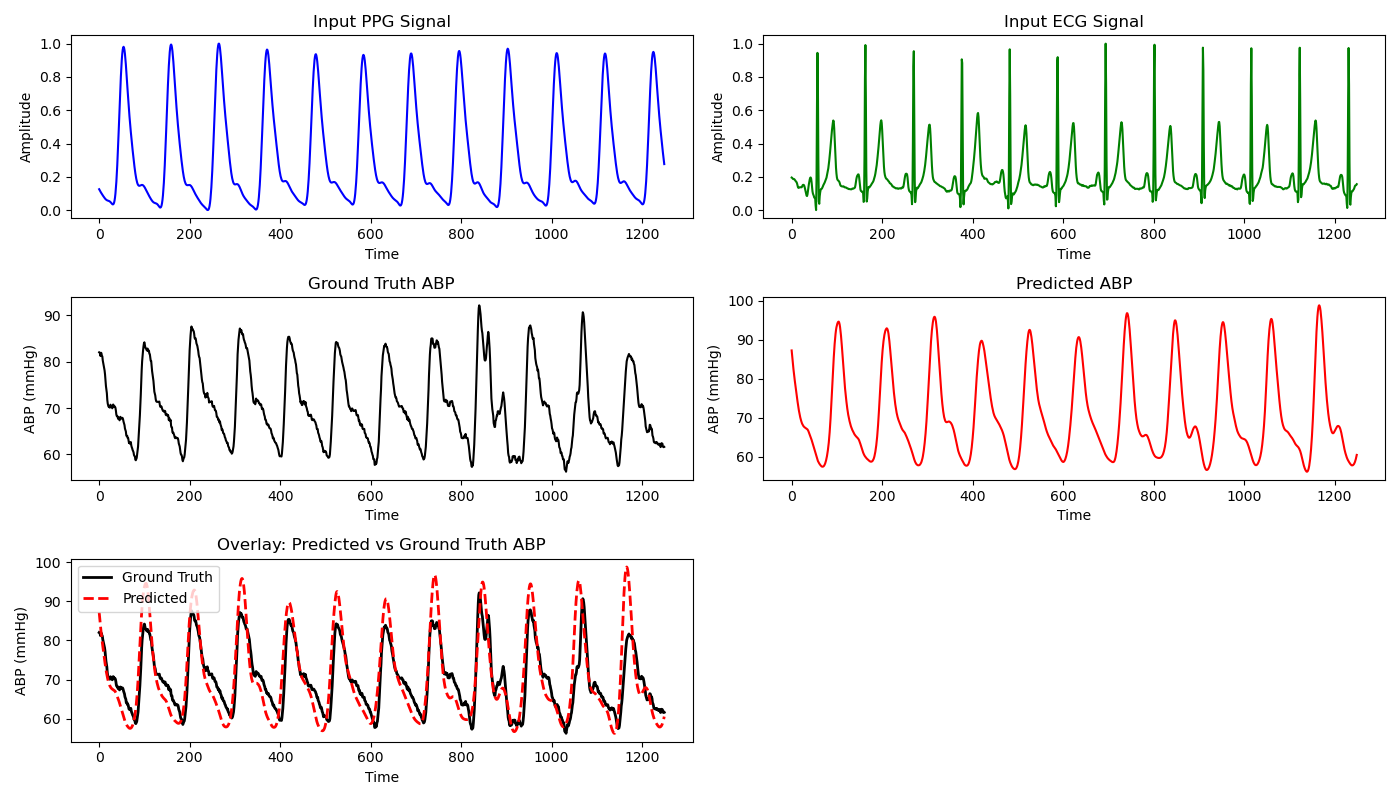 Input PPG Signal
Amplitude
1.0
0.8
0.6
0.4
0.2
0.0
0 200 400 600 800 1000 1200
Time
Input ECG Signal
Amplitude
1.0
0.8
0.6
0.4
0.2
0.0
0 200 400 600 800 1000 1200
Time
Ground Truth ABP
ABP (mmHg)
90
80
70
60
0 200 400 600 800 1000 1200
Time
Predicted ABP
ABP (mmHg)
100
90
80
70
60
0 200 400 600 800 1000 1200
Time
Overlay: Predicted vs Ground Truth ABP
ABP (mmHg)
100
90
80
70
60
Ground Truth
Predicted
0 200 400 600 800 1000 1200
Time